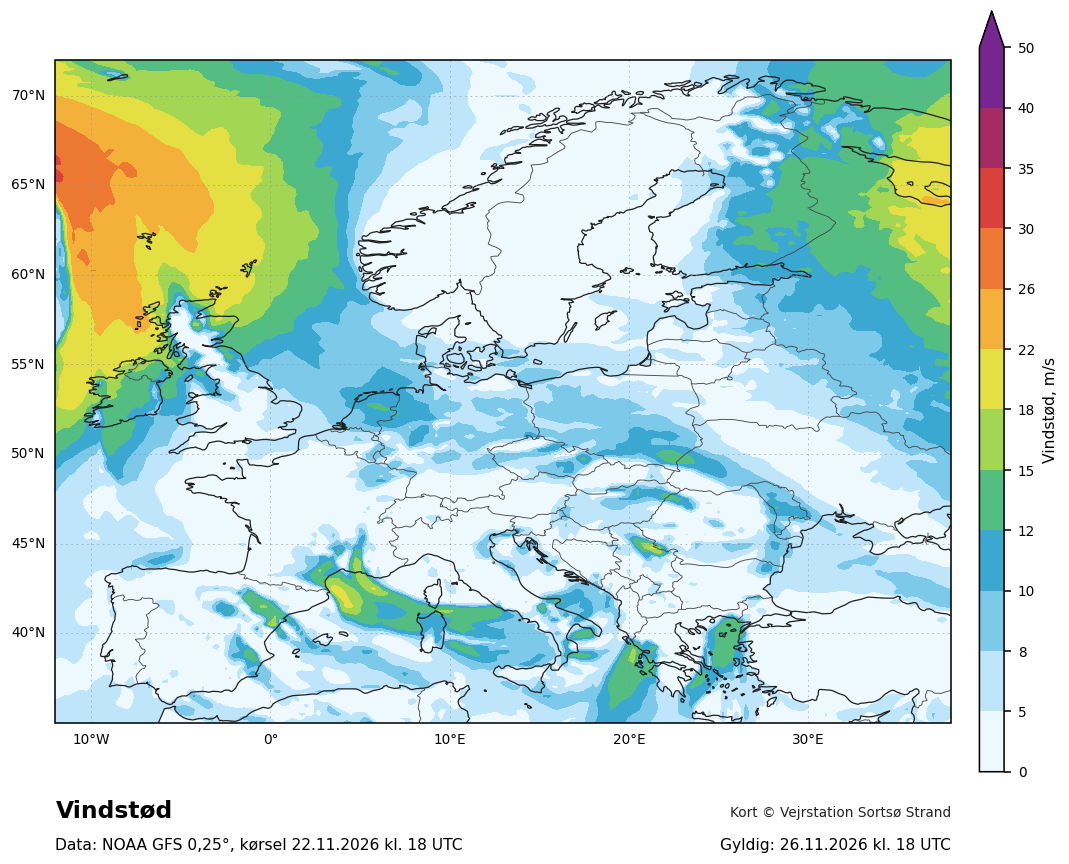 50
40
35
30
26
22
18
15
12
10
8
5
0
Vindstød, m/s
70°N
65°N
60°N
55°N
50°N
45°N
40°N
10°W 0° 10°E 20°E 30°E
Vindstød
Kort © Vejrstation Sortsø Strand
Data: NOAA GFS 0,25°, kørsel 22.11.2026 kl. 18 UTC
Gyldig: 26.11.2026 kl. 18 UTC